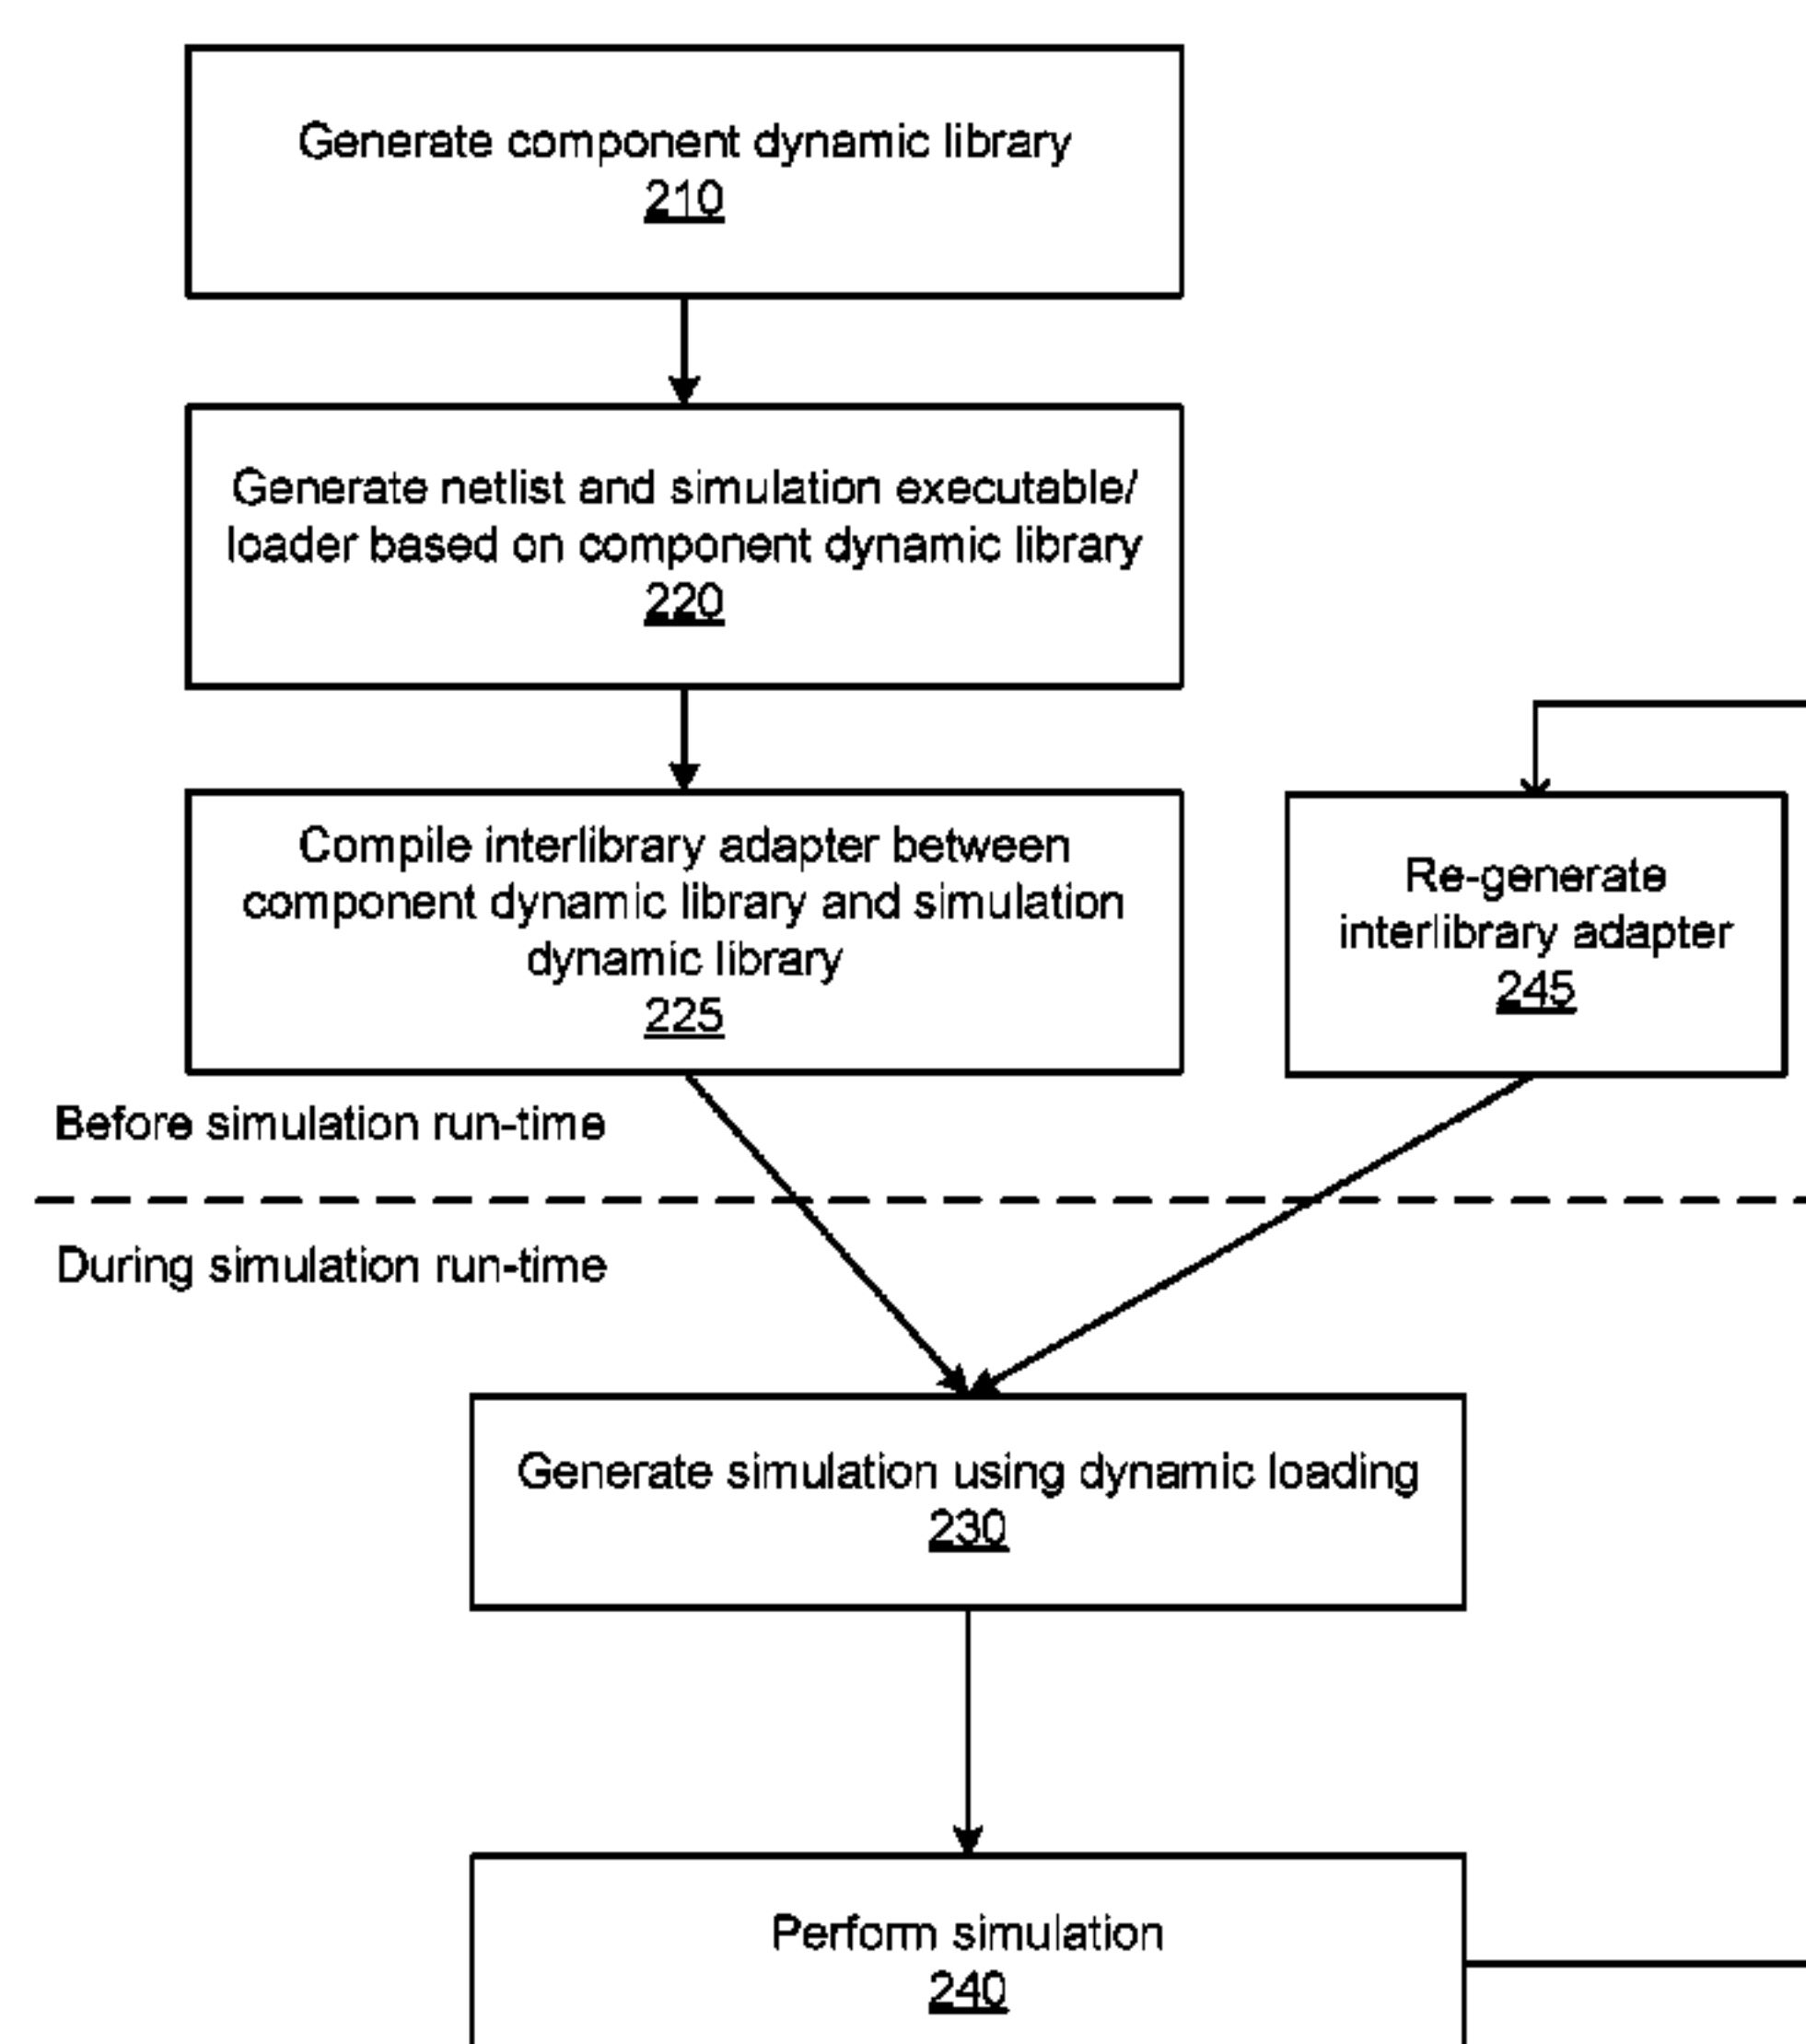 Generate component dynamic library
210
Generate netlist and simulation executable/
loader based on component dynamic library
220
Compile interlibrary adapter between
component dynamic library and simulation
dynamic library
225
Re-generate
interlibrary adapter
245
Before simulation run-time
During simulation run-time
Generate simulation using dynamic loading
230
Perform simulation
240